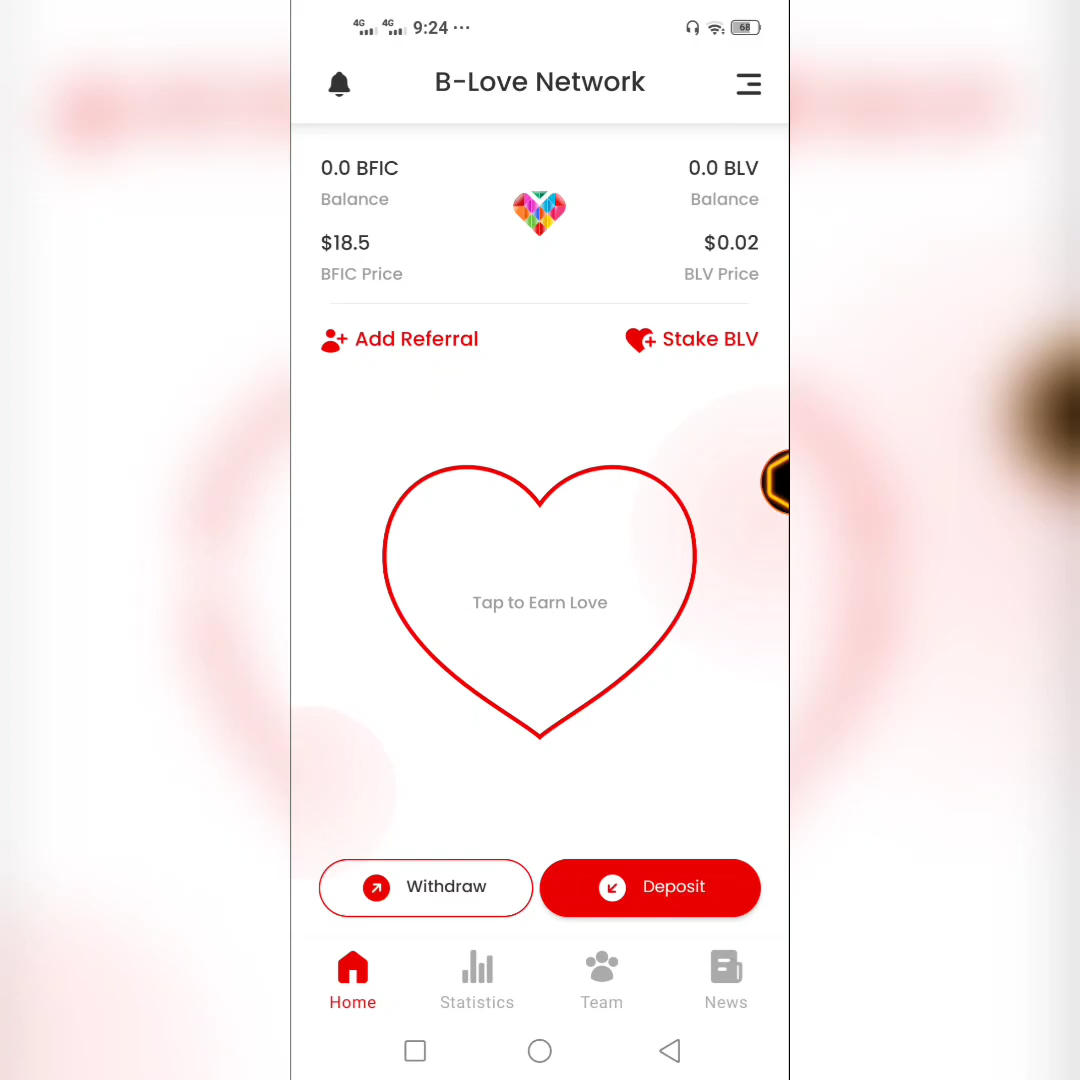 4G 4G 9:24 ... 68
B-Love Network
0.0 BFIC 0.0 BLV
Balance Balance
$18.5 $0.02
BFIC Price BLV Price
Add Referral Stake BLV
Tap to Earn Love
Withdraw Deposit
Home Statistics Team News